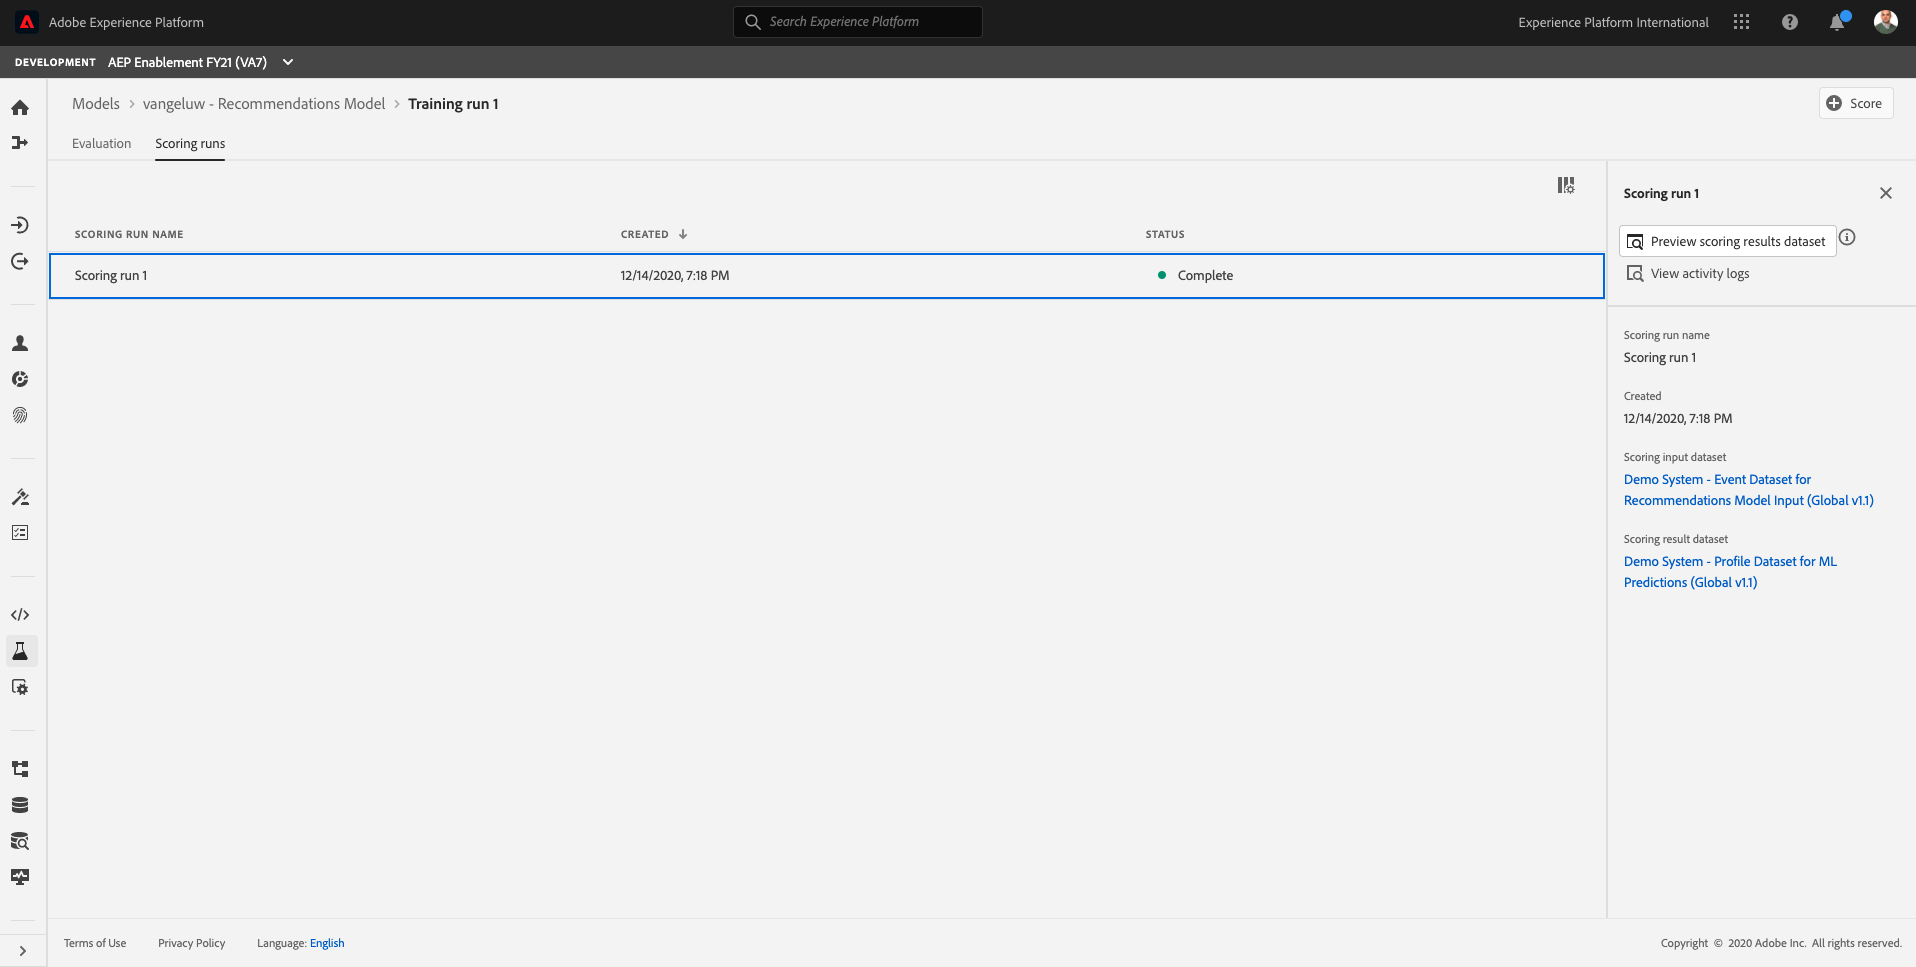 Adobe Experience Platform
Search Experience Platform
Experience Platform International
DEVELOPMENT AEP Enablement FY21 (VA7)
Models > vangeluw - Recommendations Model > Training run 1
Score
Evaluation
Scoring runs
SCORING RUN NAME
CREATED
STATUS
Scoring run 1
12/14/2020, 7:18 PM
Complete
Scoring run 1
Preview scoring results dataset
View activity logs
Scoring run name
Scoring run 1
Created
12/14/2020, 7:18 PM
Scoring input dataset
Demo System - Event Dataset for
Recommendations Model Input (Global v1.1)
Scoring result dataset
Demo System - Profile Dataset for ML
Predictions (Global v1.1)
Terms of Use
Privacy Policy
Language: English
Copyright © 2020 Adobe Inc. All rights reserved.